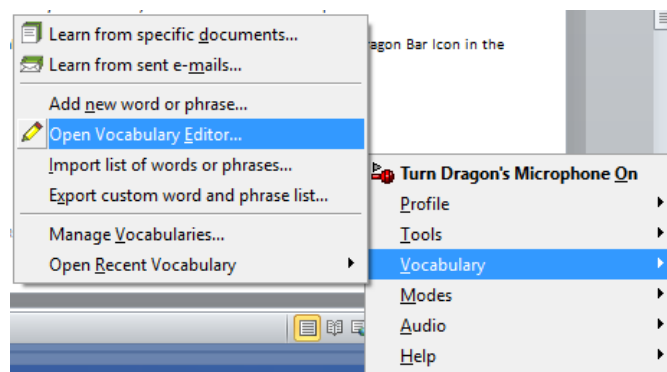 Learn from specific documents...
agon Bar Icon in the
Learn from sent e-mails...
Add new word or phrase...
Open Vocabulary Editor...
Import list of words or phrases...
Export custom word and phrase list...
Manage Vocabularies...
Open Recent Vocabulary
Turn Dragon's Microphone On
Profile
Tools
Vocabulary
Modes
Audio
Help